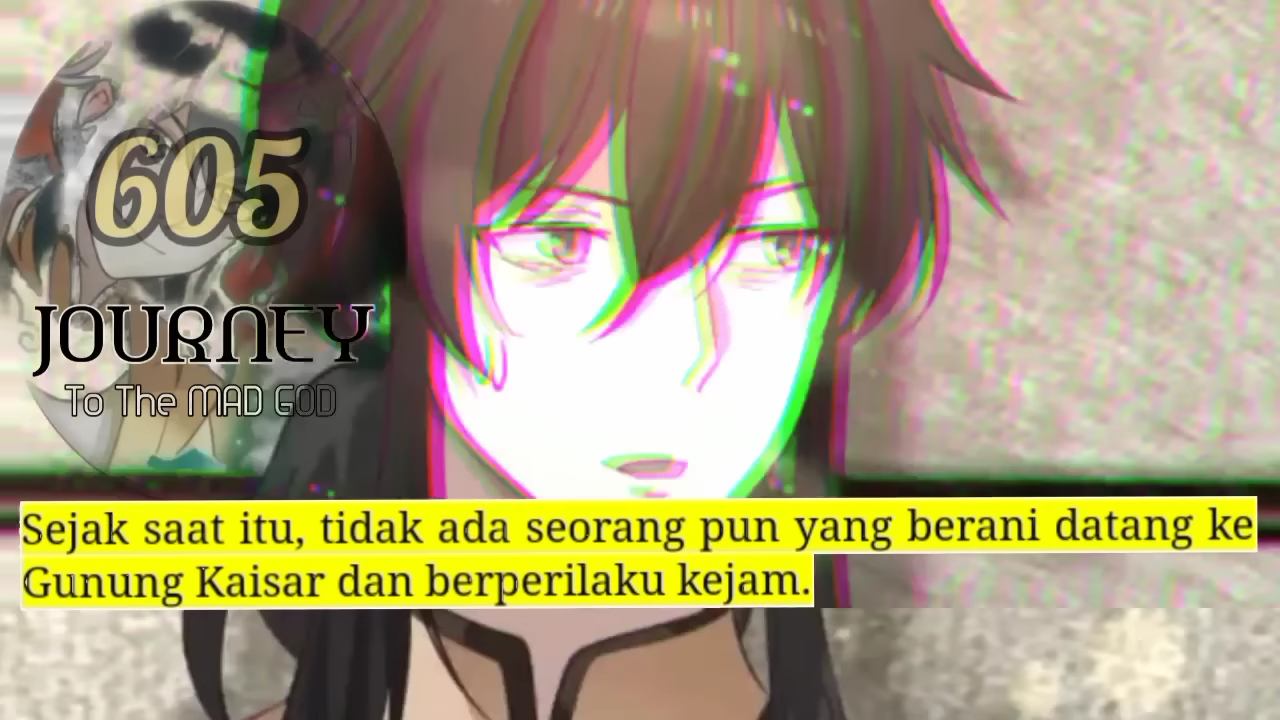 605
JOURNEY
To The MAD GOD
Sejak saat itu, tidak ada seorang pun yang berani datang ke
Gunung Kaisar dan berperilaku kejam.